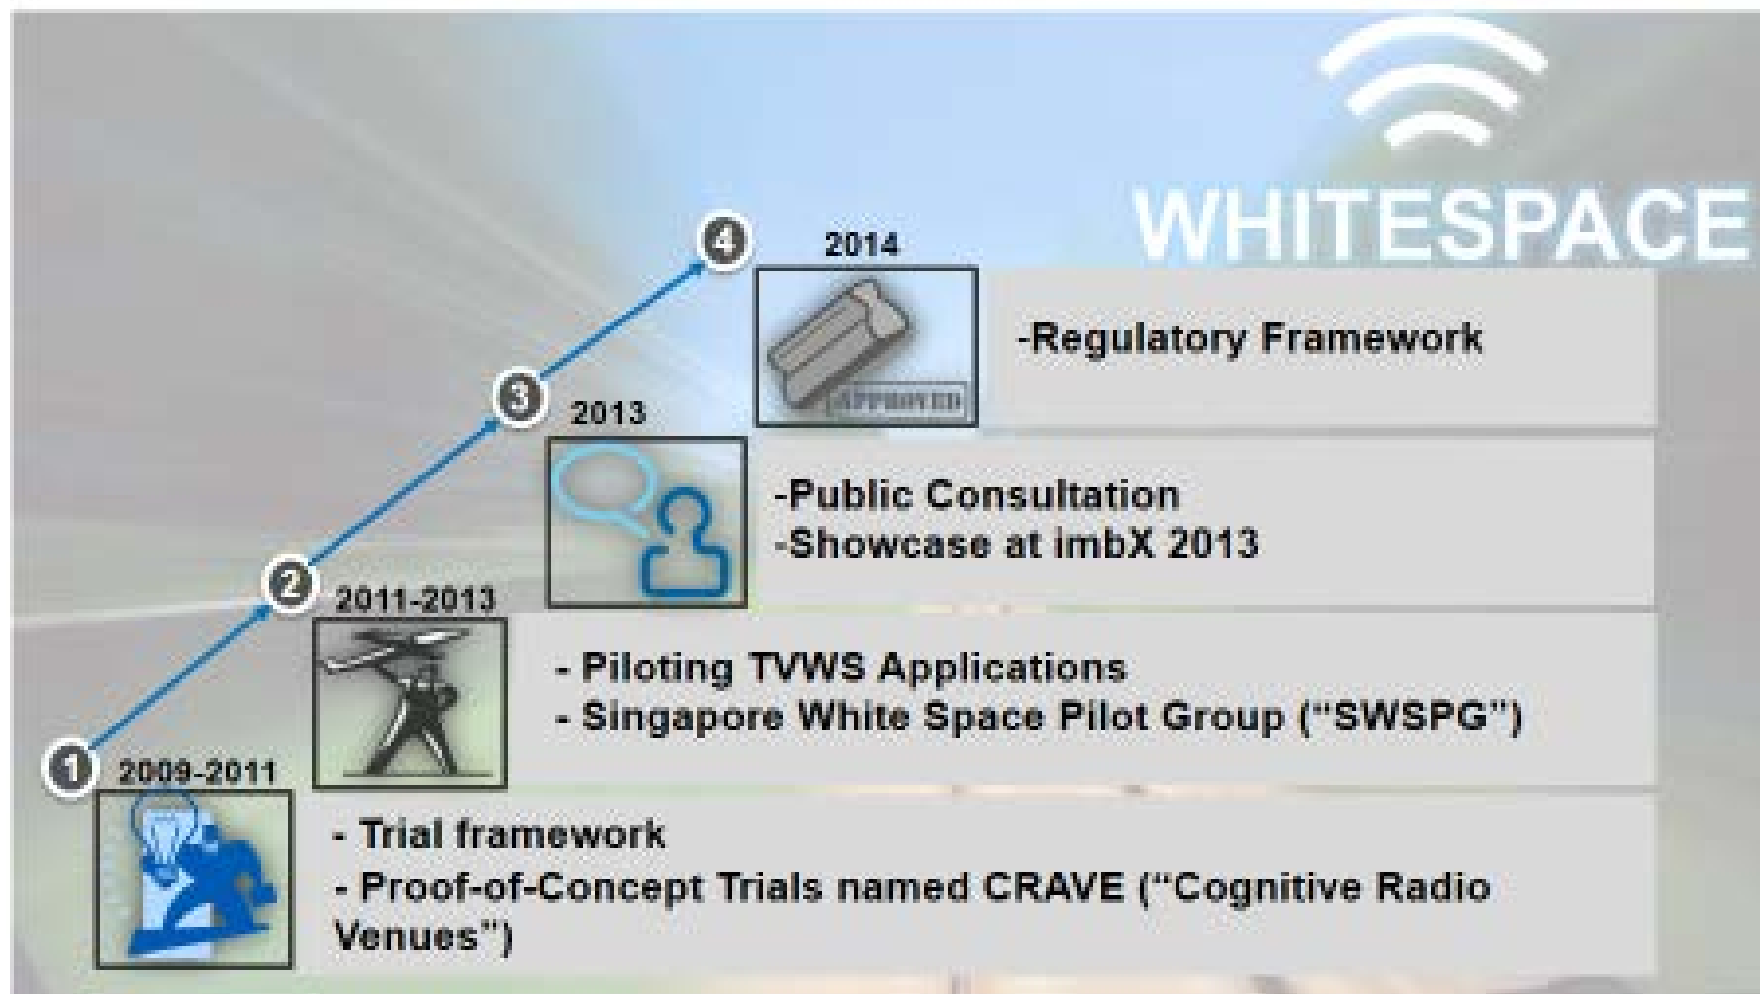 WHITESPACE
4
2014
APPROVED
-Regulatory Framework
3
2013
-Public Consultation
-Showcase at imbX 2013
2
2011-2013
- Piloting TVWS Applications
- Singapore White Space Pilot Group (“SWSPG”)
1
2009-2011
- Trial framework
- Proof-of-Concept Trials named CRAVE (“Cognitive Radio
Venues”)